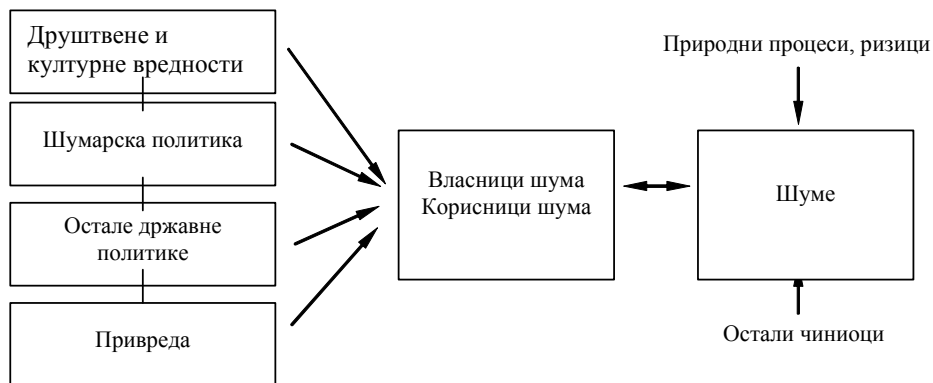 Друштвене и
културне вредности
Шумарска политика
Остале државне
политике
Привреда
Власници шума
Корисници шума
Природни процеси, ризици
Шуме
Остали чиниоци